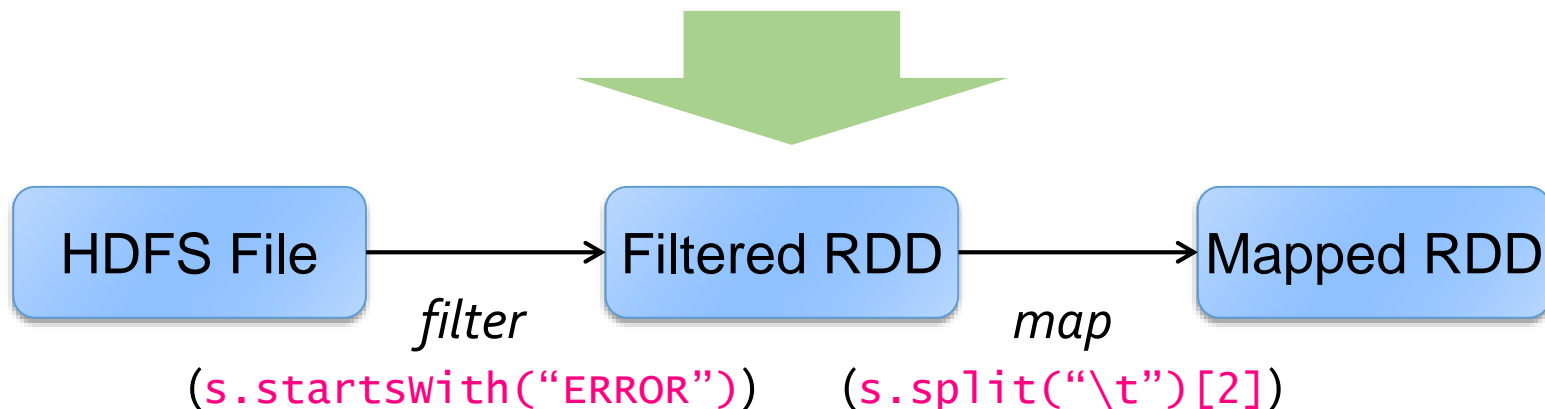 HDFS File
Filtered RDD
Mapped RDD
filter
map
(s.startsWith(“ERROR”))
(s.split(“\t”)[2])